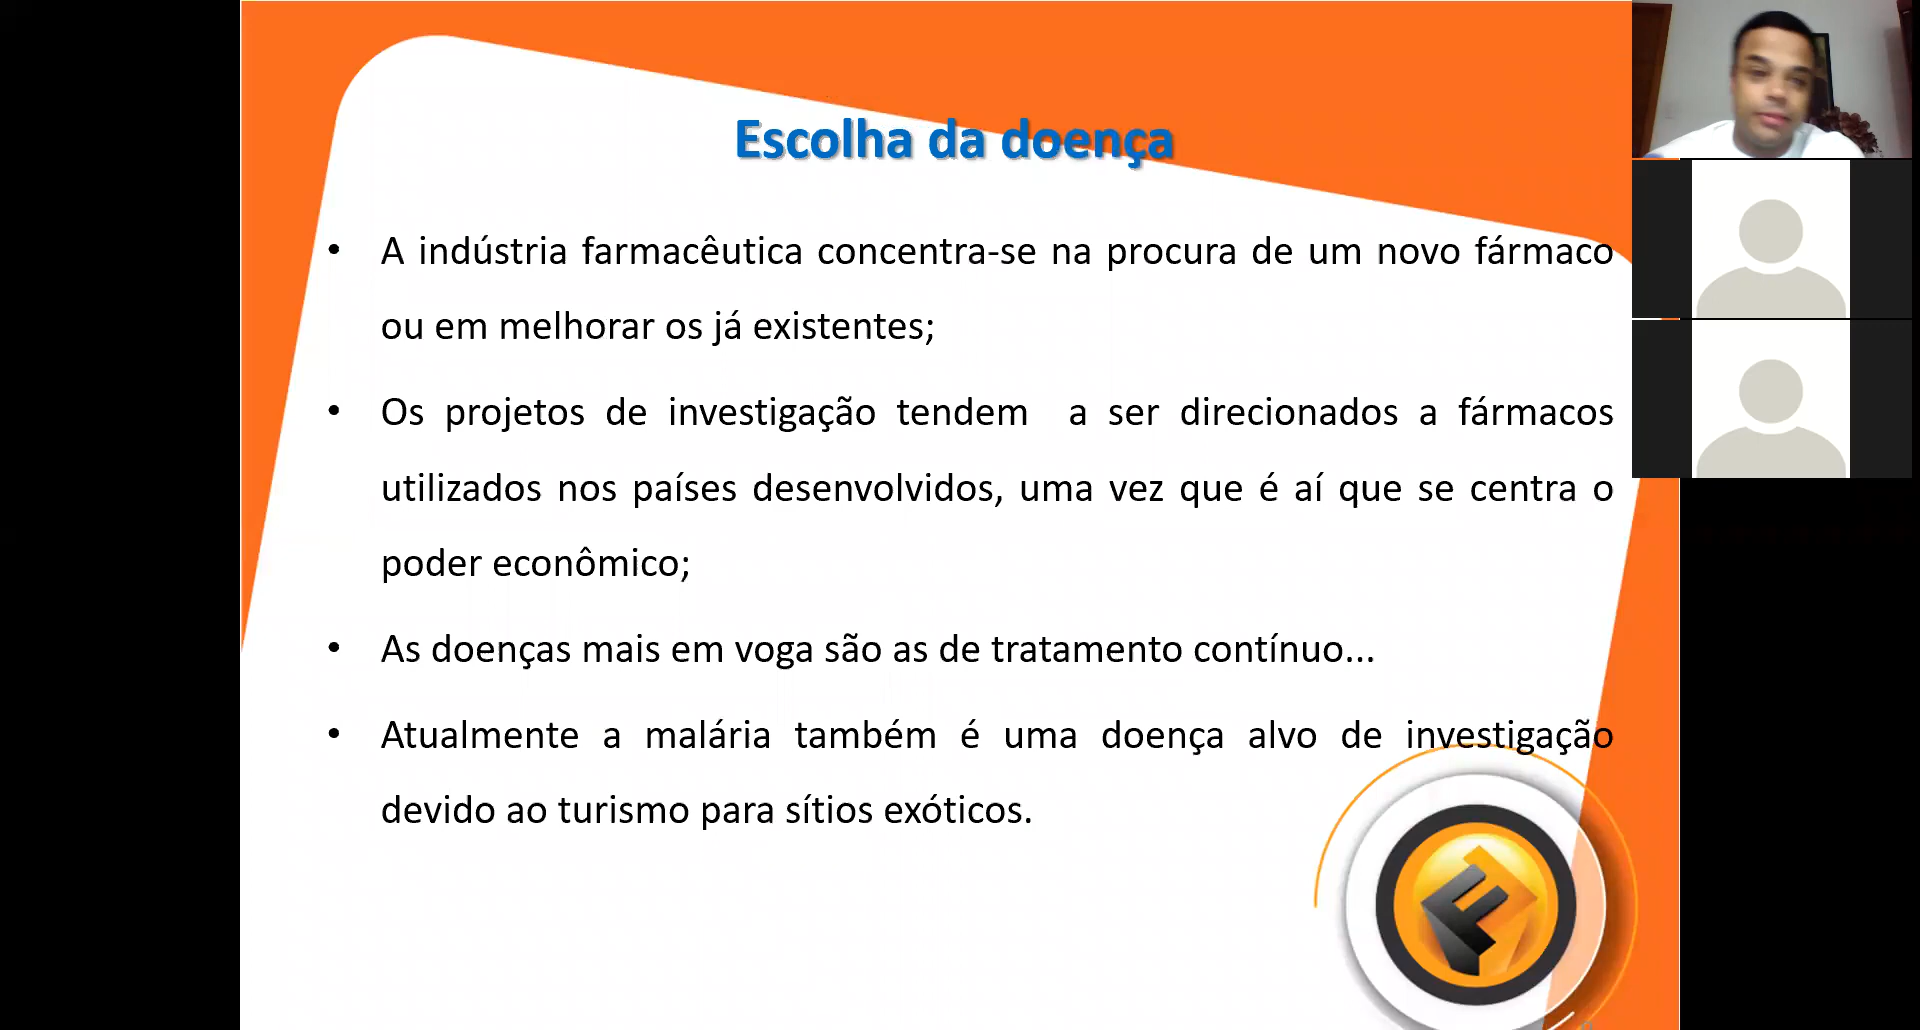 Escolha da doença
• A indústria farmacêutica concentra-se na procura de um novo fármaco
ou em melhorar os já existentes;
• Os projetos de investigação tendem a ser direcionados a fármacos
utilizados nos países desenvolvidos, uma vez que é aí que se centra o
poder econômico;
• As doenças mais em voga são as de tratamento contínuo...
• Atualmente a malária também é uma doença alvo de investigação
devido ao turismo para sítios exóticos.